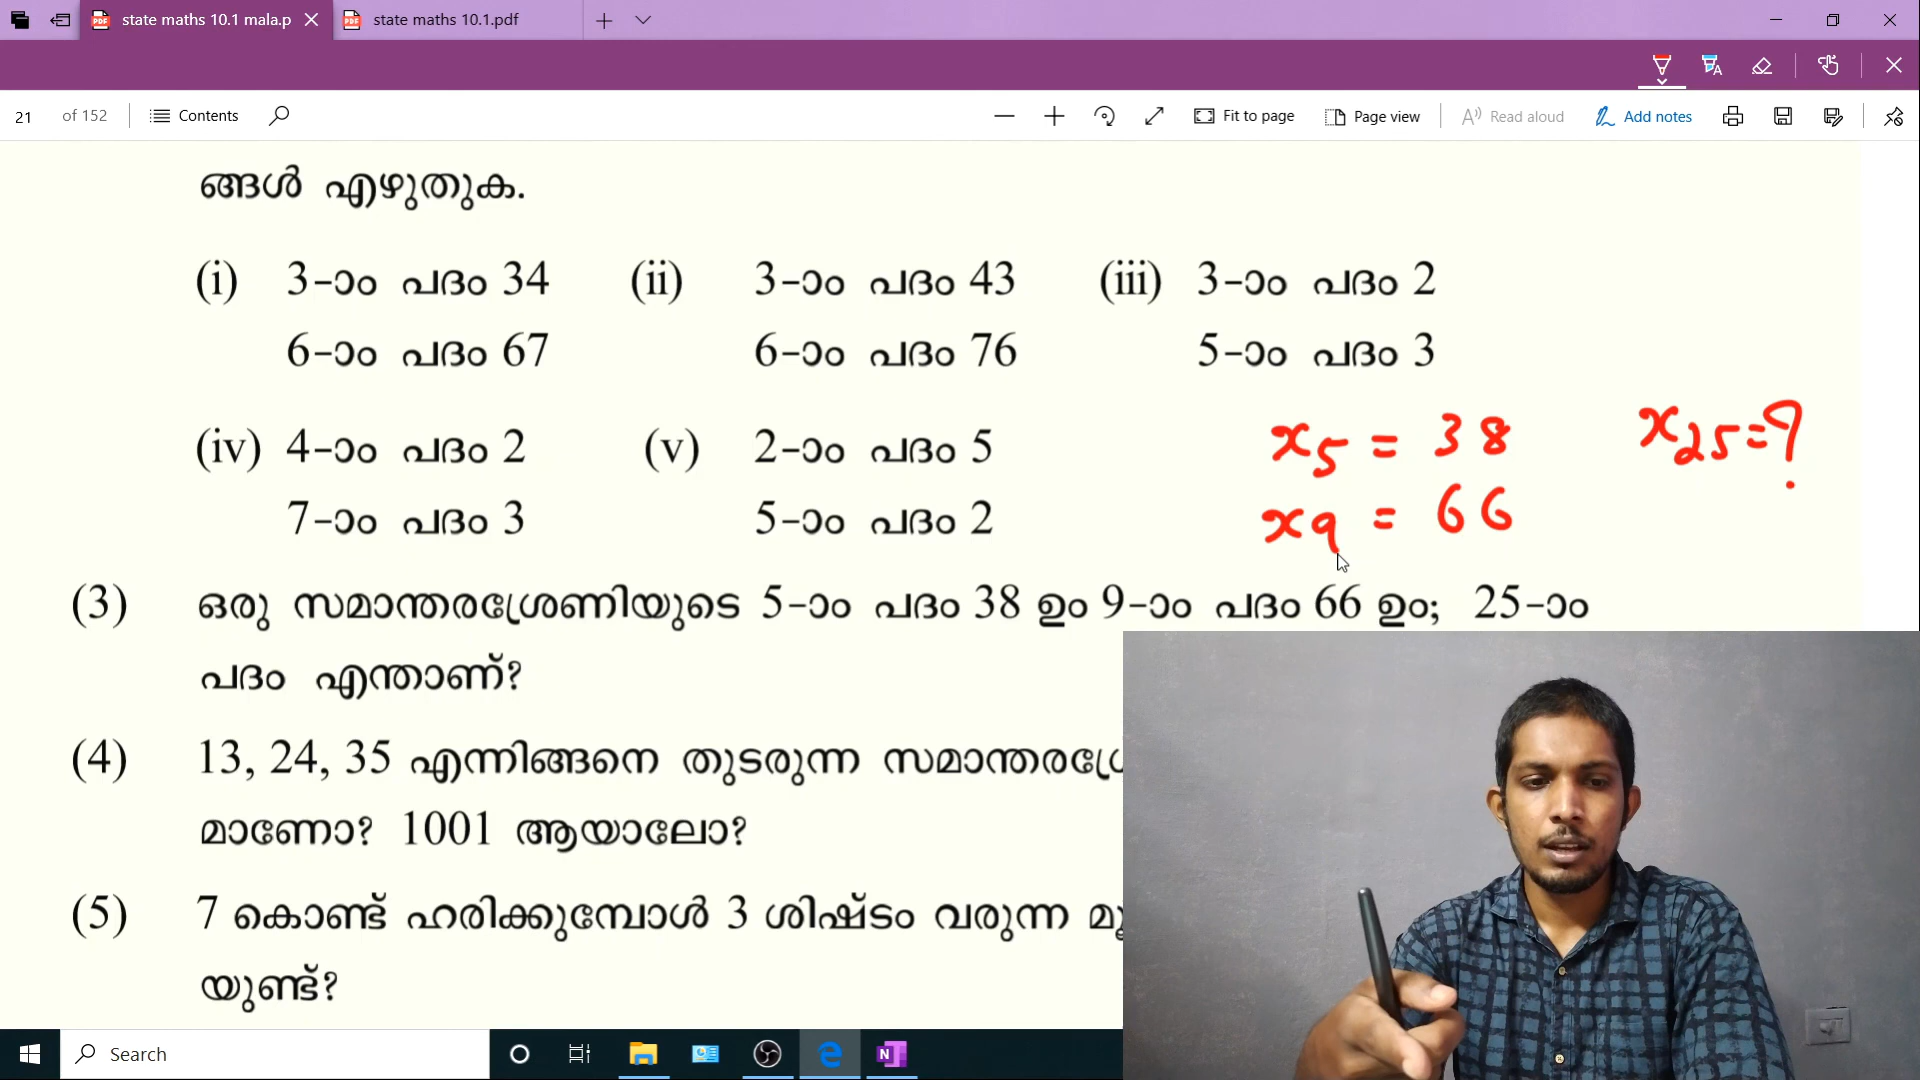 state maths 10.1 mala.p
state maths 10.1.pdf
21 of 152 Contents Fit to page Page view Read aloud Add notes
ങ്ങൾ എഴുതുക.
(i) 3-ാം പദം 34 (ii) 3-ാം പദം 43 (iii) 3-ാം പദം 2
6-ാം പദം 67 6-ാം പദം 76 5-ാം പദം 3
(iv) 4-ാം പദം 2 (v) 2-ാം പദം 5
7-ാം പദം 3 5-ാം പദം 2
x5 = 38 x25=?
x9 = 66
(3) ഒരു സമാന്തരശ്രേണിയുടെ 5-ാം പദം 38 ഉം 9-ാം പദം 66 ഉം; 25-ാം
പദം എന്താണ്?
(4) 13, 24, 35 എന്നിങ്ങനെ തുടരുന്ന
മാണോ? 1001 ആയാലോ?
(5) 7 കൊണ്ട് ഹരിക്കുമ്പോൾ 3 ശിഷ്ടം വരുന്ന
യുണ്ട്?
Search